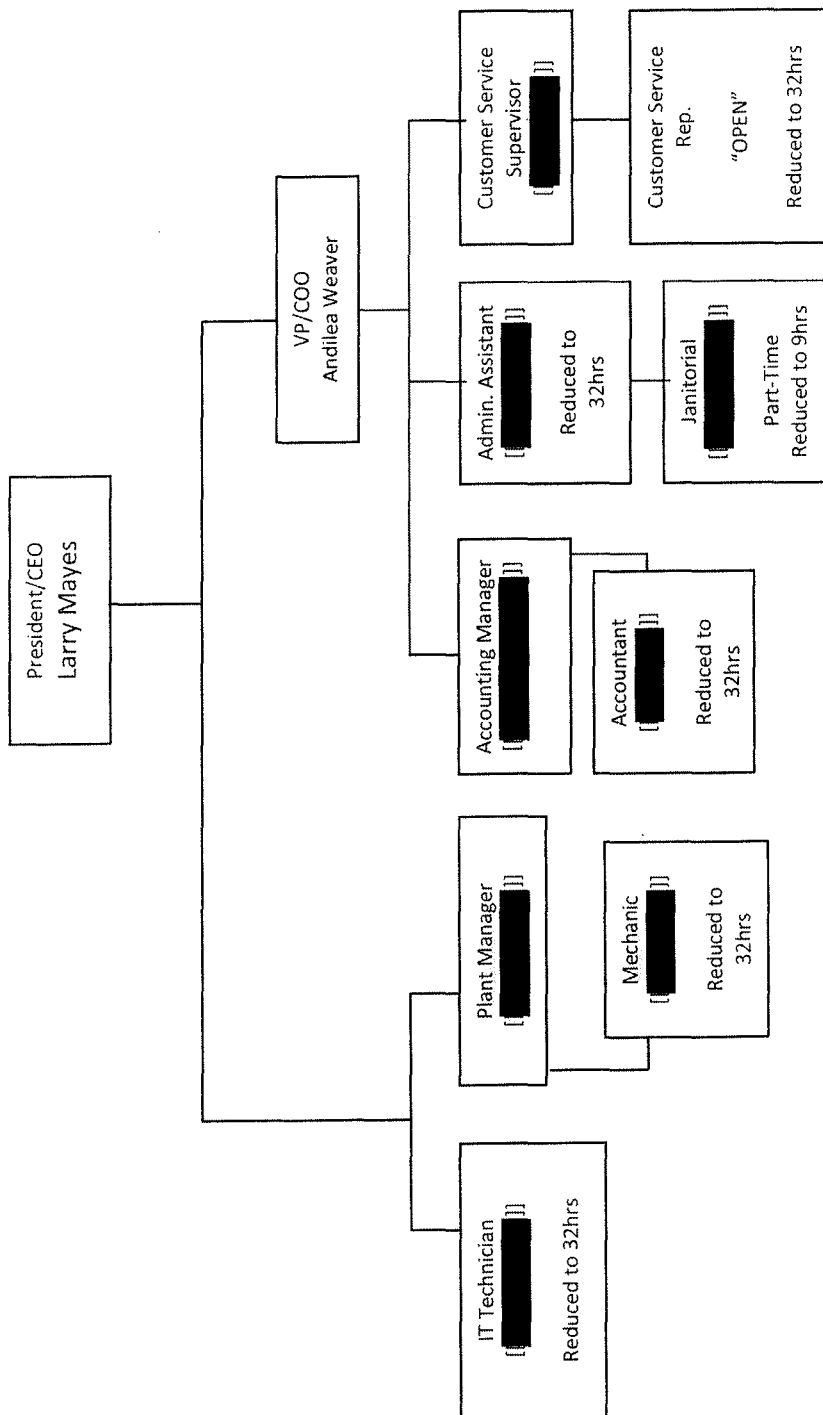 President/CEO
Larry Mayes
VP/COO
Andilea Weaver
IT Technician
[[ ]]
Reduced to 32hrs
Plant Manager
[[ ]]
Mechanic
[[ ]]
Reduced to
32hrs
Accounting Manager
[[ ]]
Accountant
[[ ]]
Reduced to
32hrs
Admin. Assistant
[[ ]]
Reduced to
32hrs
Janitorial
[[ ]]
Part-Time
Reduced to 9hrs
Customer Service
Supervisor
[[ ]]
Customer Service
Rep.
“OPEN”
Reduced to 32hrs